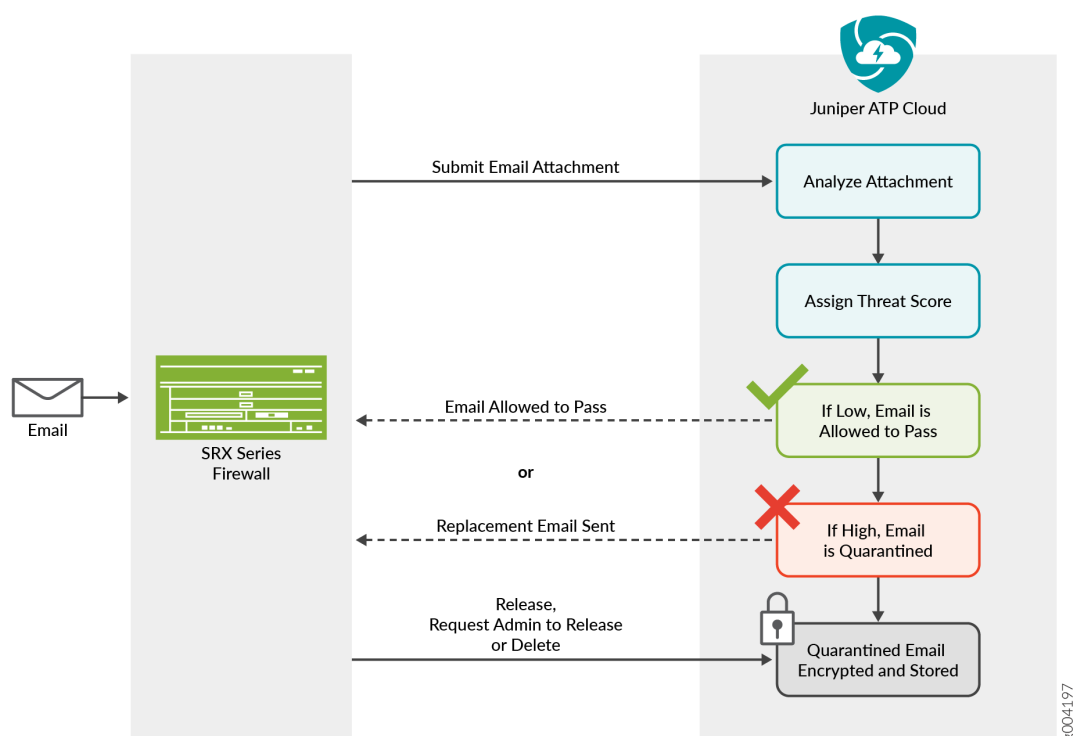 Juniper ATP Cloud
Submit Email Attachment
Analyze Attachment
Assign Threat Score
Email
SRX Series
Firewall
Email Allowed to Pass
If Low, Email is
Allowed to Pass
or
Replacement Email Sent
If High, Email
is Quarantined
Release,
Request Admin to Release
or Delete
Quarantined Email
Encrypted and Stored